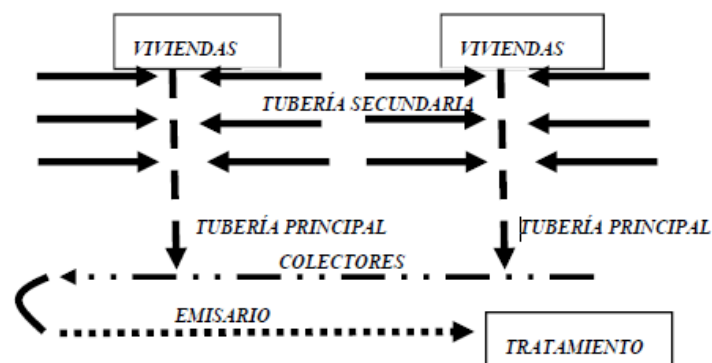 VIVIENDAS
VIVIENDAS
TUBERÍA SECUNDARIA
TUBERÍA PRINCIPAL
TUBERÍA PRINCIPAL
COLECTORES
EMISARIO
TRATAMIENTO